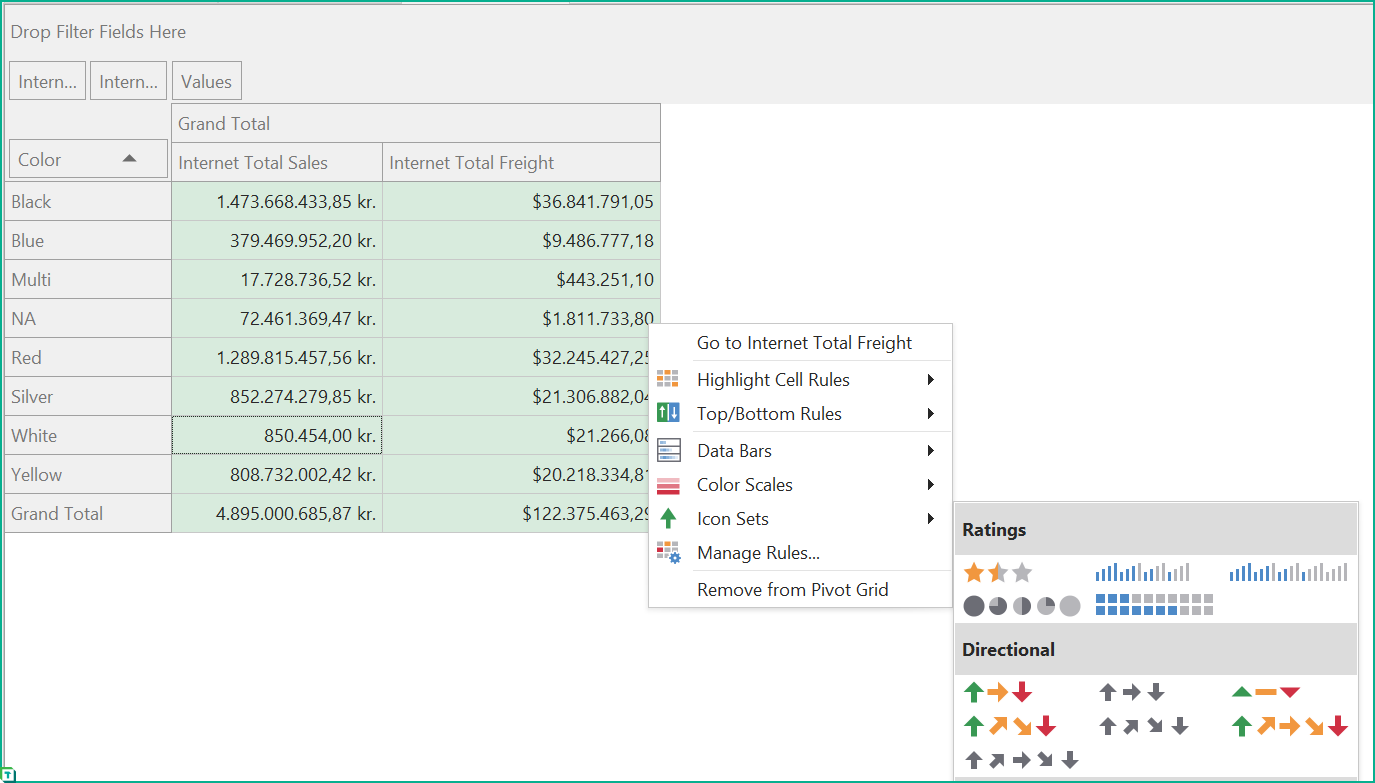 Drop Filter Fields Here
Intern... Intern... Values
Grand Total
Color Internet Total Sales Internet Total Freight
Black 1.473.668.433,85 kr. $36.841.791,05
Blue 379.469.952,20 kr. $9.486.777,18
Multi 17.728.736,52 kr. $443.251,10
NA 72.461.369,47 kr. $1.811.733,80
Red 1.289.815.457,56 kr. $32.245.427,25
Silver 852.274.279,85 kr. $21.306.882,04
White 850.454,00 kr. $21.266,08
Yellow 808.732.002,42 kr. $20.218.334,81
Grand Total 4.895.000.685,87 kr. $122.375.463,29
Go to Internet Total Freight
Highlight Cell Rules
Top/Bottom Rules
Data Bars
Color Scales
Icon Sets
Manage Rules...
Remove from Pivot Grid
Ratings
Directional